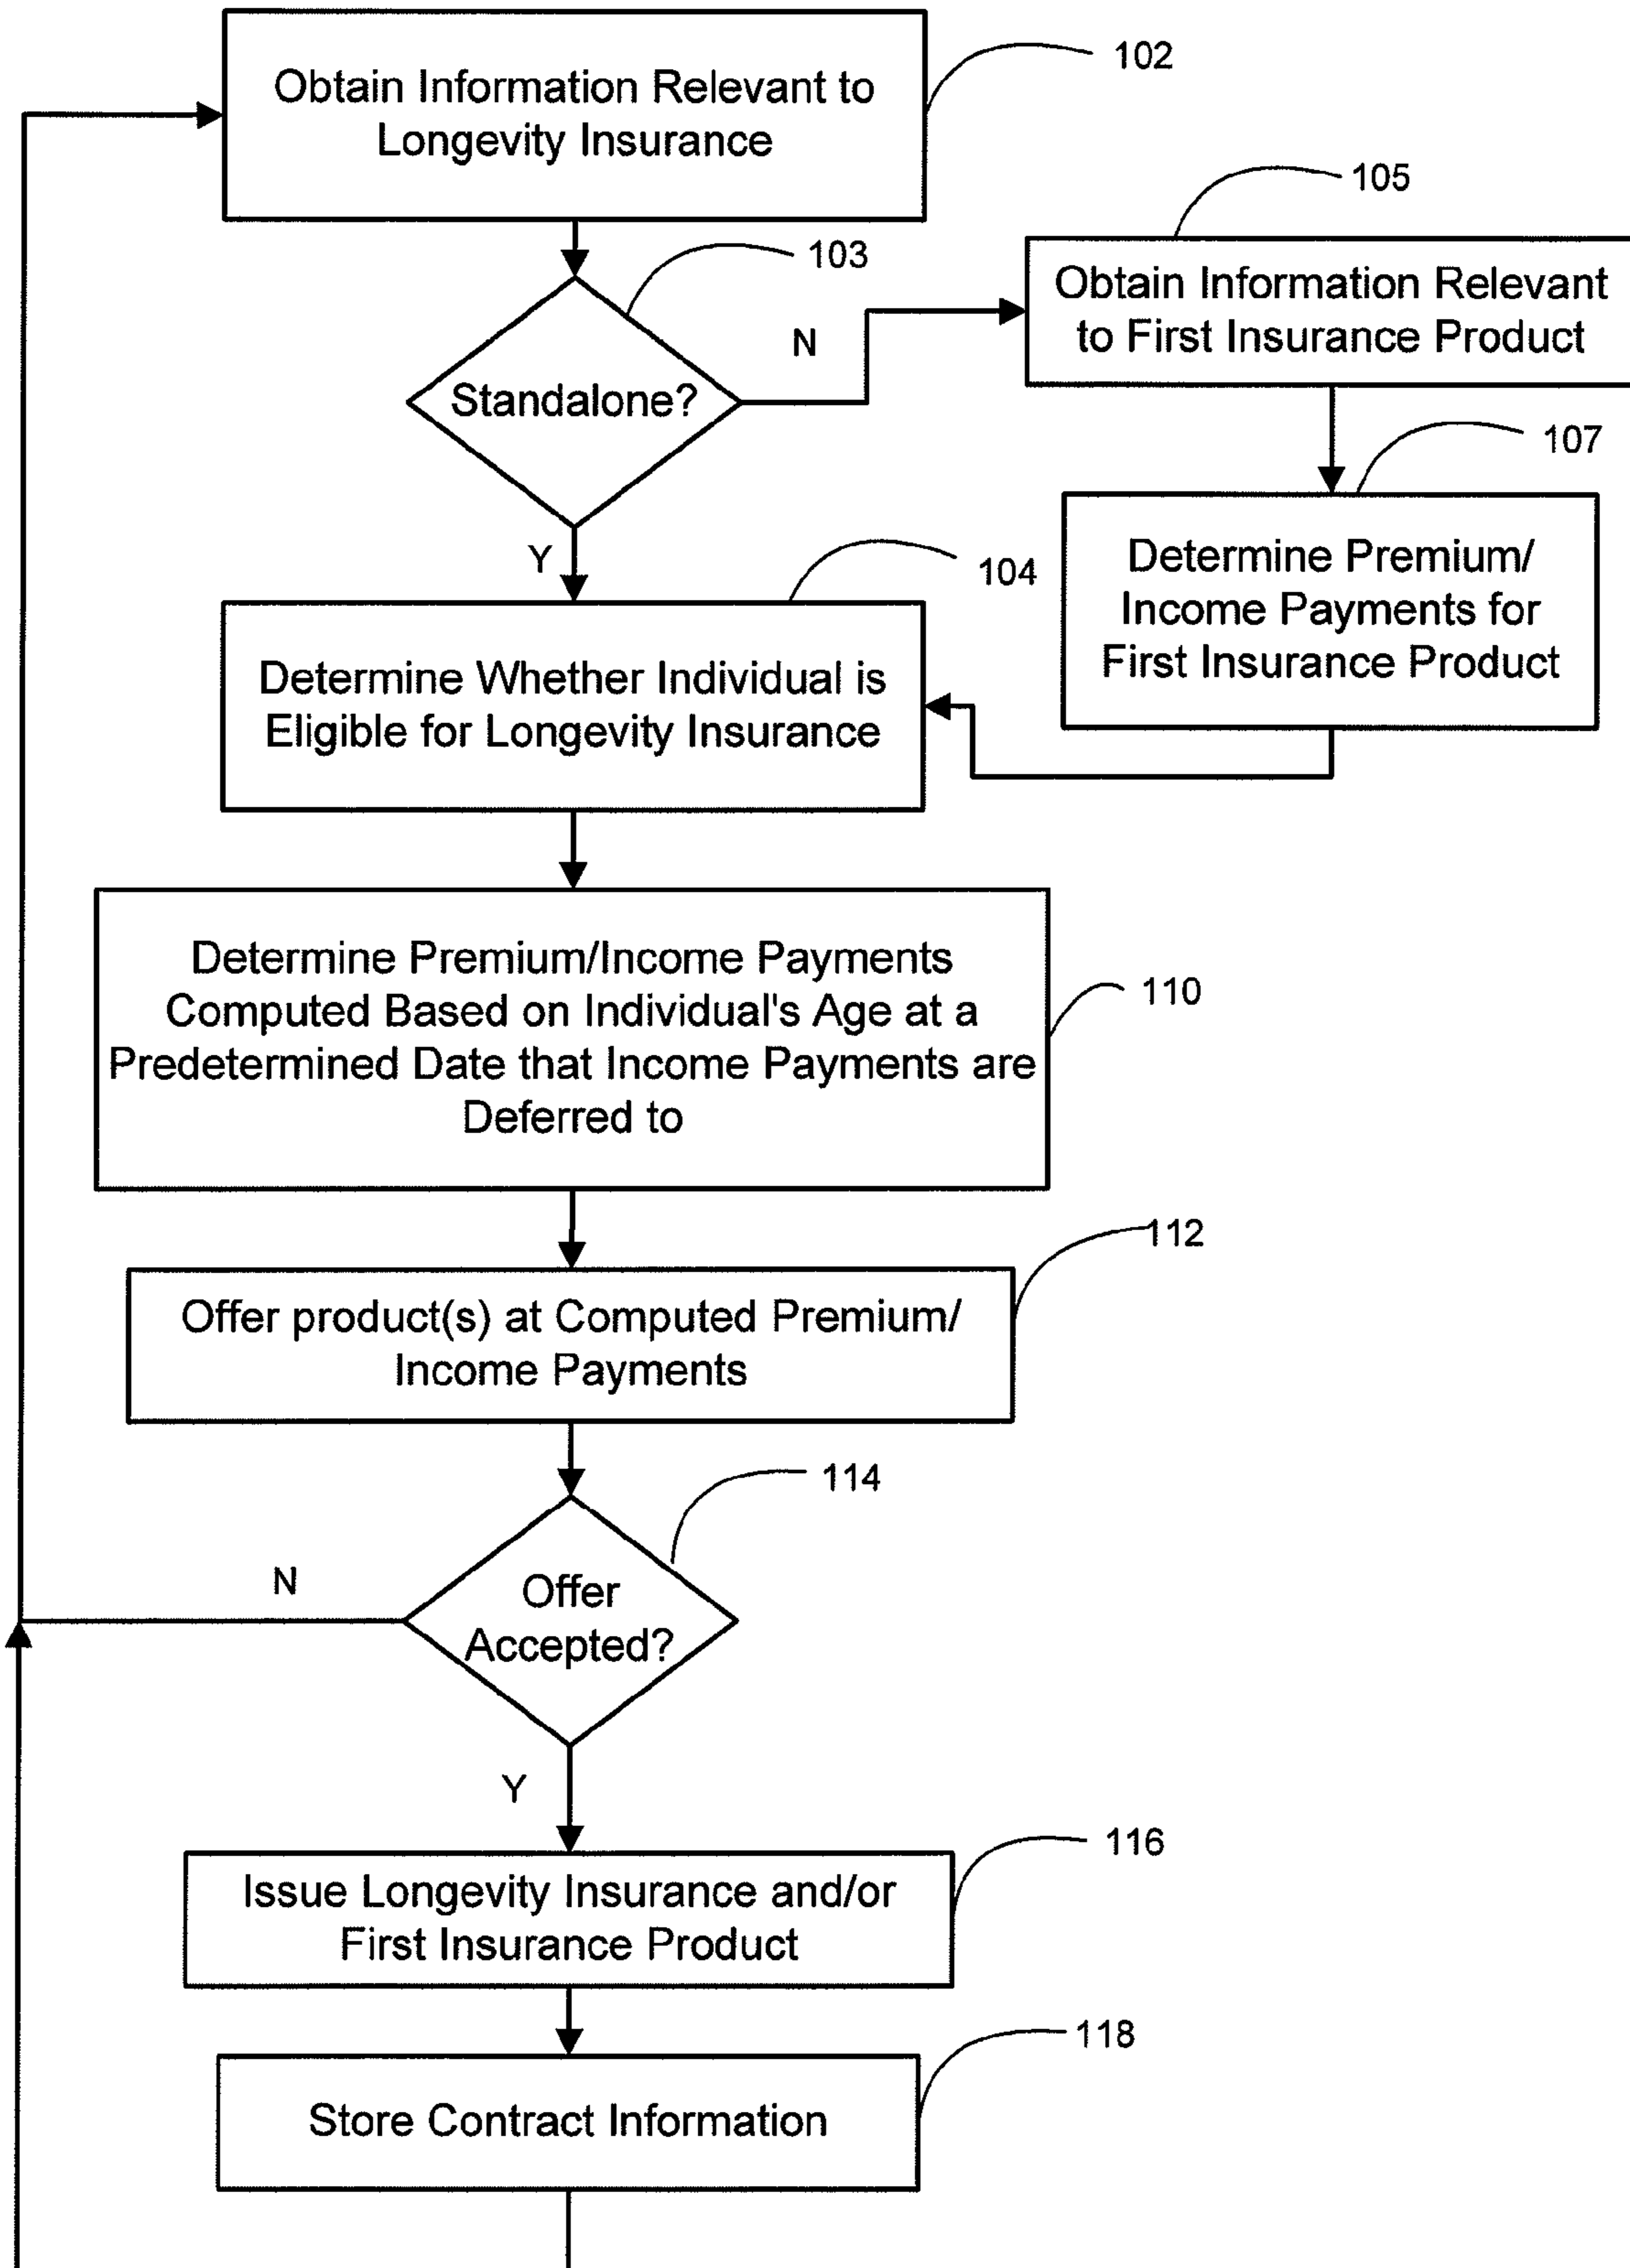 Obtain Information Relevant to
Longevity Insurance
102
105
103
Obtain Information Relevant
to First Insurance Product
N
Standalone?
107
Y
104
Determine Premium/
Income Payments for
First Insurance Product
Determine Whether Individual is
Eligible for Longevity Insurance
Determine Premium/Income Payments
Computed Based on Individual's Age at a
Predetermined Date that Income Payments are
Deferred to
110
112
Offer product(s) at Computed Premium/
Income Payments
114
N
Offer
Accepted?
Y
116
Issue Longevity Insurance and/or
First Insurance Product
118
Store Contract Information